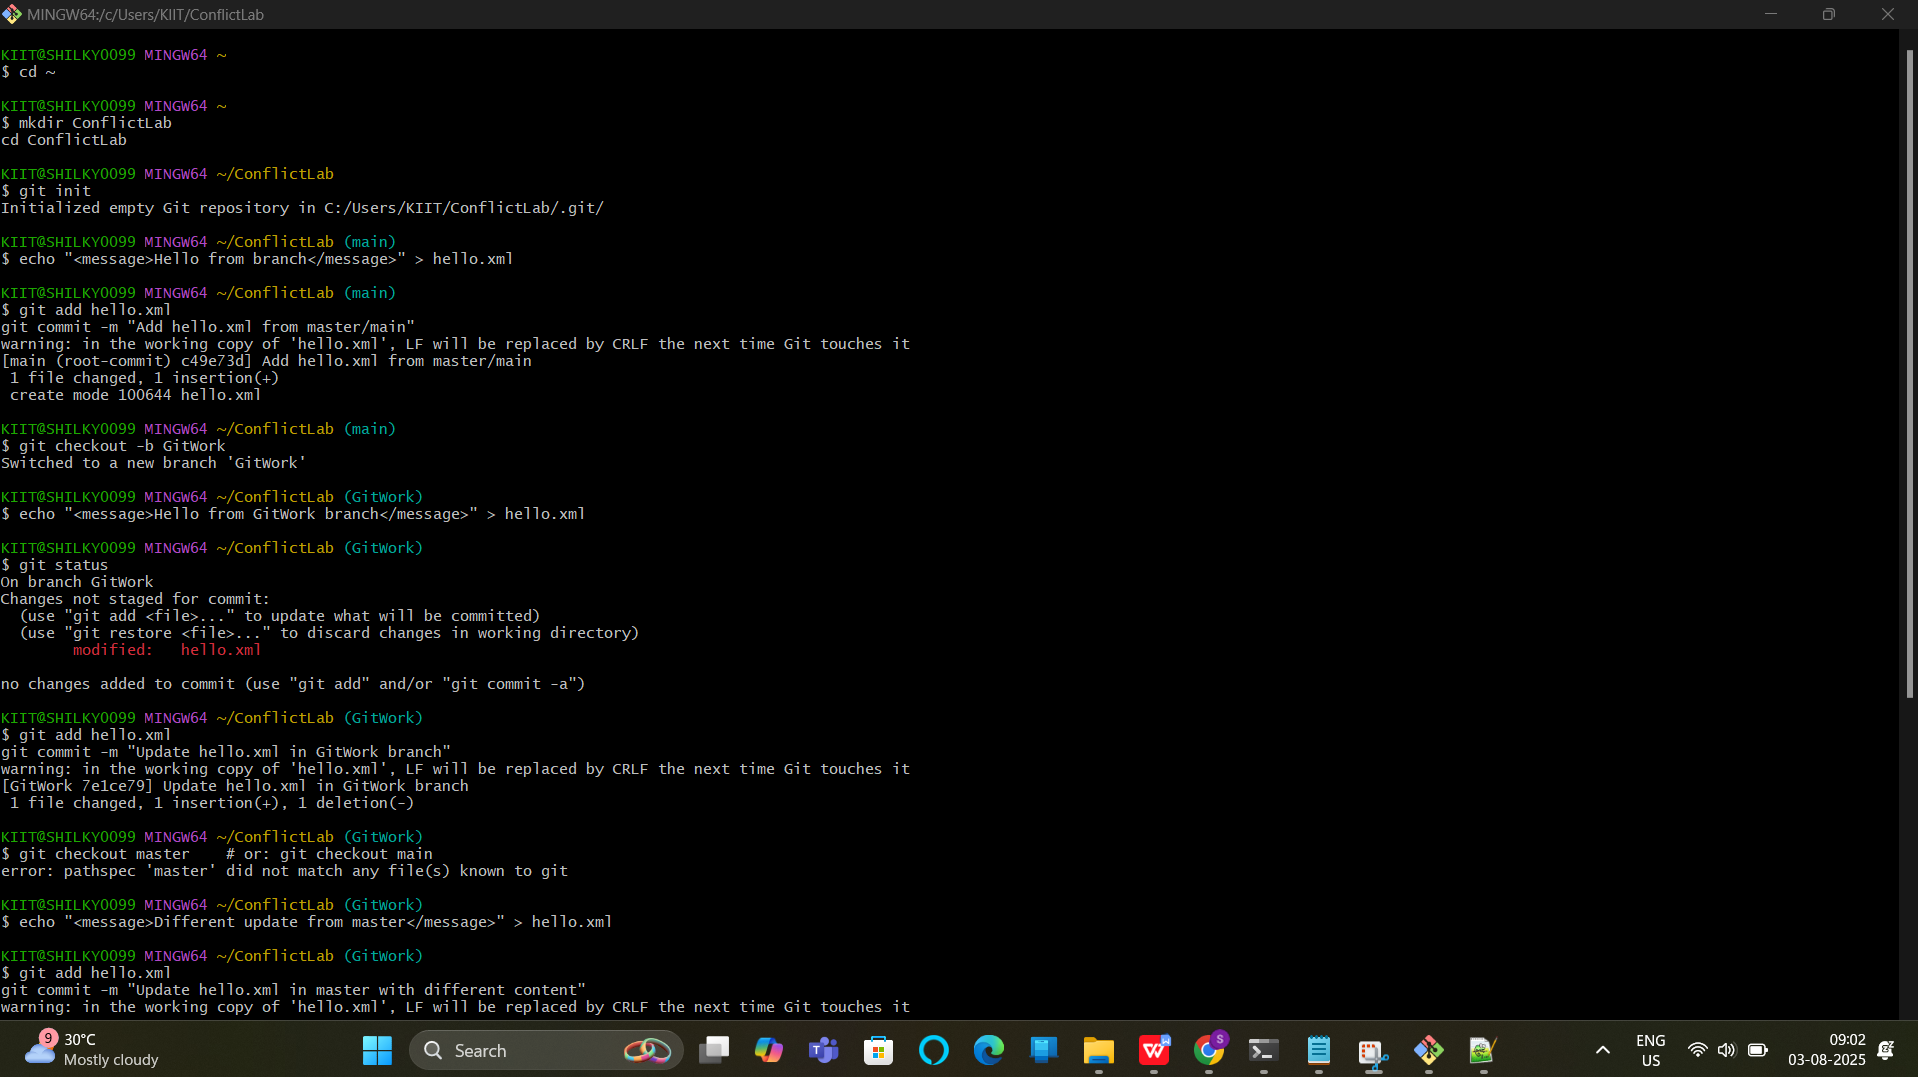 MINGW64:/c/Users/KIIT/ConflictLab
KIIT@SHILKY0099 MINGW64 ~
$ cd ~
KIIT@SHILKY0099 MINGW64 ~
$ mkdir ConflictLab
cd ConflictLab
KIIT@SHILKY0099 MINGW64 ~/ConflictLab
$ git init
Initialized empty Git repository in C:/Users/KIIT/ConflictLab/.git/
KIIT@SHILKY0099 MINGW64 ~/ConflictLab (main)
$ echo "<message>Hello from branch</message>" > hello.xml
KIIT@SHILKY0099 MINGW64 ~/ConflictLab (main)
$ git add hello.xml
git commit -m "Add hello.xml from master/main"
warning: in the working copy of 'hello.xml', LF will be replaced by CRLF the next time Git touches it
[main (root-commit) c49e73d] Add hello.xml from master/main
 1 file changed, 1 insertion(+)
 create mode 100644 hello.xml
KIIT@SHILKY0099 MINGW64 ~/ConflictLab (main)
$ git checkout -b GitWork
Switched to a new branch 'GitWork'
KIIT@SHILKY0099 MINGW64 ~/ConflictLab (GitWork)
$ echo "<message>Hello from GitWork branch</message>" > hello.xml
KIIT@SHILKY0099 MINGW64 ~/ConflictLab (GitWork)
$ git status
On branch GitWork
Changes not staged for commit:
  (use "git add <file>..." to update what will be committed)
  (use "git restore <file>..." to discard changes in working directory)
        modified:   hello.xml
no changes added to commit (use "git add" and/or "git commit -a")
KIIT@SHILKY0099 MINGW64 ~/ConflictLab (GitWork)
$ git add hello.xml
git commit -m "Update hello.xml in GitWork branch"
warning: in the working copy of 'hello.xml', LF will be replaced by CRLF the next time Git touches it
[GitWork 7e1ce79] Update hello.xml in GitWork branch
 1 file changed, 1 insertion(+), 1 deletion(-)
KIIT@SHILKY0099 MINGW64 ~/ConflictLab (GitWork)
$ git checkout master    # or: git checkout main
error: pathspec 'master' did not match any file(s) known to git
KIIT@SHILKY0099 MINGW64 ~/ConflictLab (GitWork)
$ echo "<message>Different update from master</message>" > hello.xml
KIIT@SHILKY0099 MINGW64 ~/ConflictLab (GitWork)
$ git add hello.xml
git commit -m "Update hello.xml in master with different content"
warning: in the working copy of 'hello.xml', LF will be replaced by CRLF the next time Git touches it
9
30°C
Mostly cloudy
Search
S
ENG
US
09:02
03-08-2025